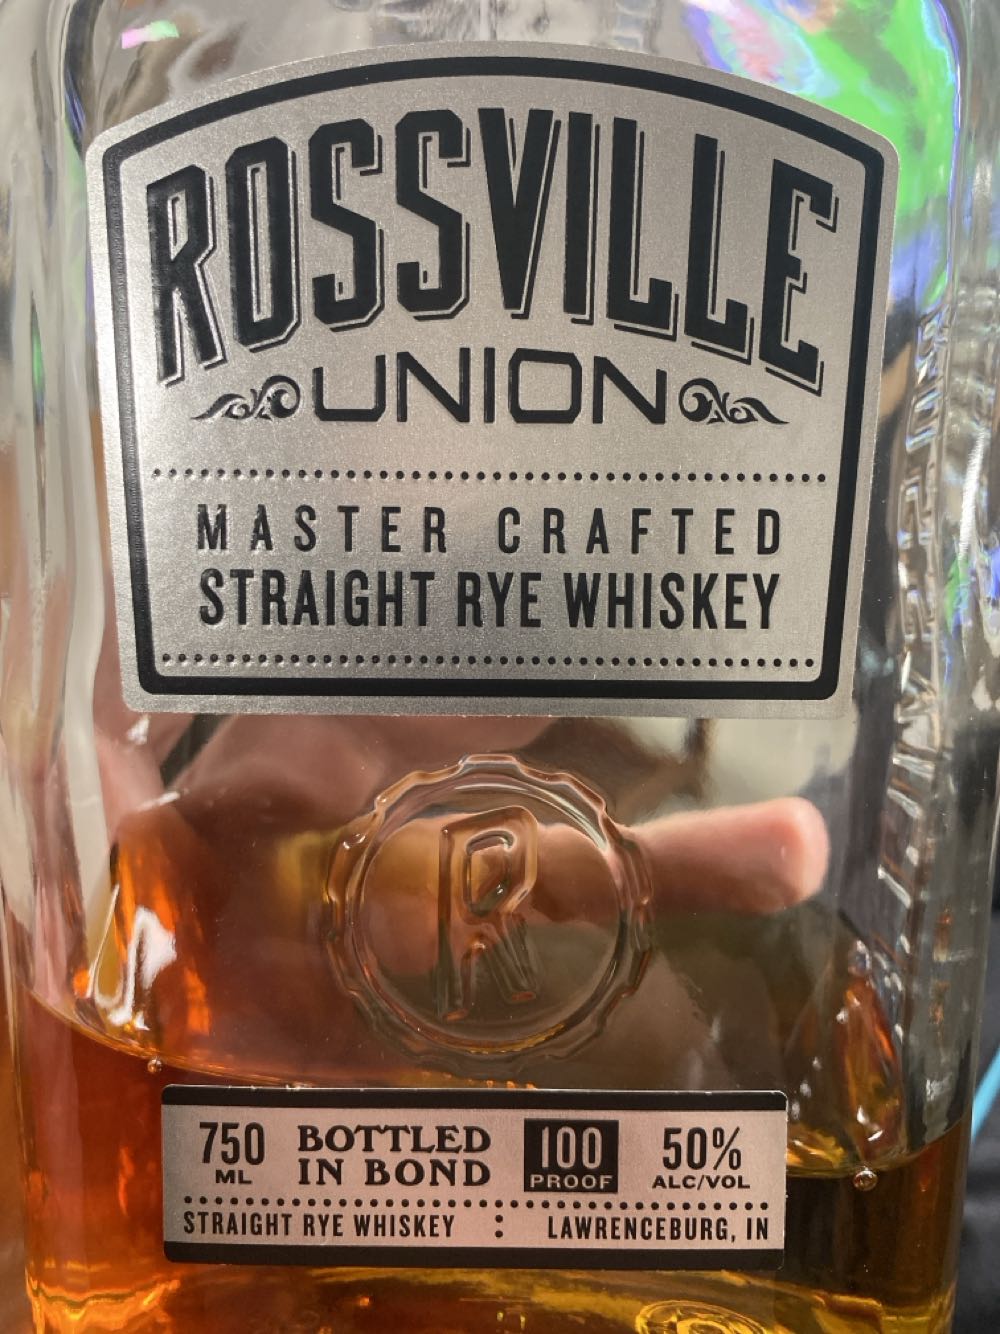 ROSSVILLE
UNION
MASTER CRAFTED
STRAIGHT RYE WHISKEY
R
750 ML
BOTTLED IN BOND
100 PROOF
50% ALC/VOL
STRAIGHT RYE WHISKEY : LAWRENCEBURG, IN